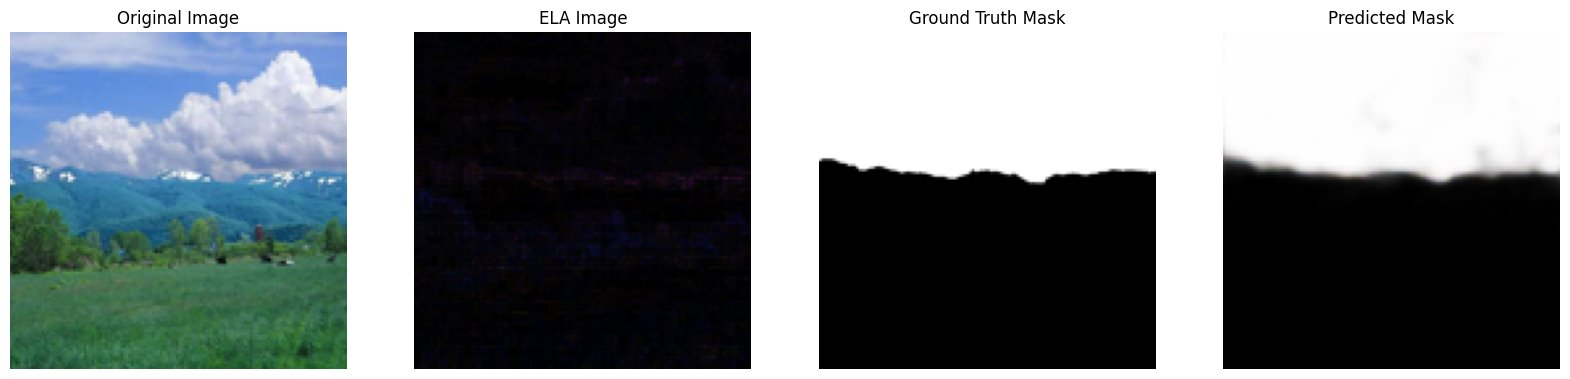 Original Image
ELA Image
Ground Truth Mask
Predicted Mask